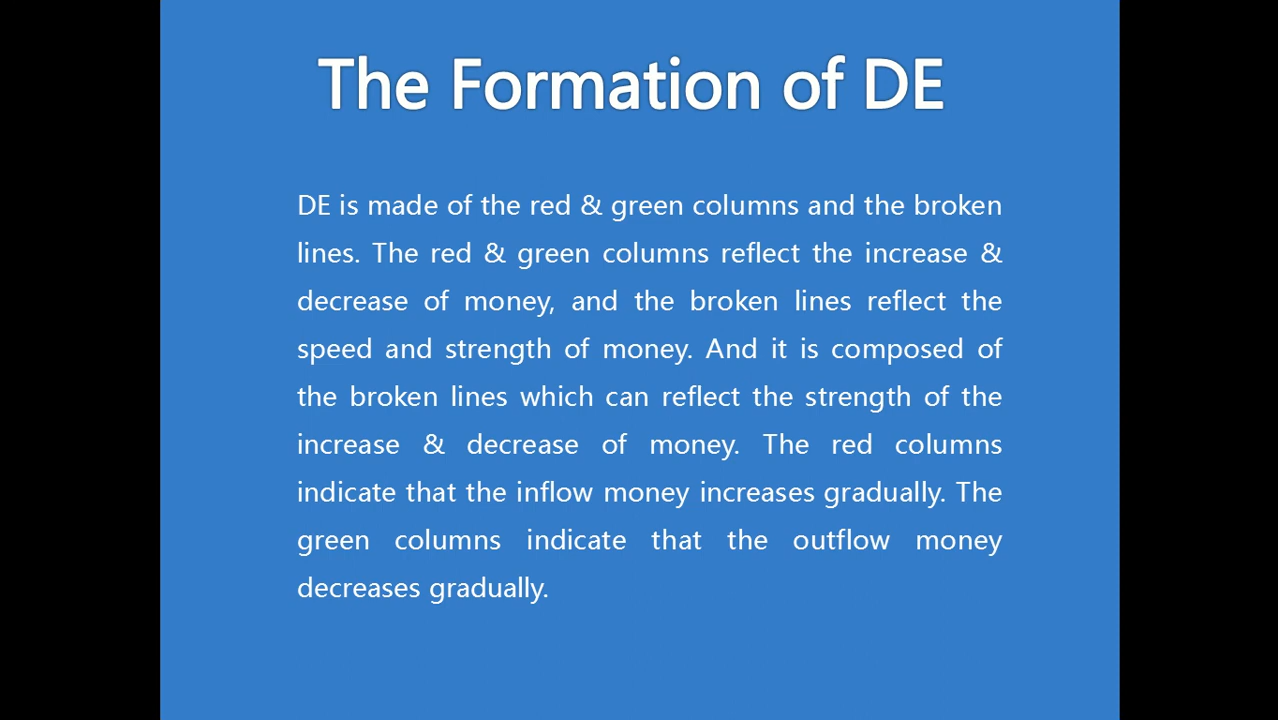 The Formation of DE
DE is made of the red & green columns and the broken
lines. The red & green columns reflect the increase &
decrease of money, and the broken lines reflect the
speed and strength of money. And it is composed of
the broken lines which can reflect the strength of the
increase & decrease of money. The red columns
indicate that the inflow money increases gradually. The
green columns indicate that the outflow money
decreases gradually.